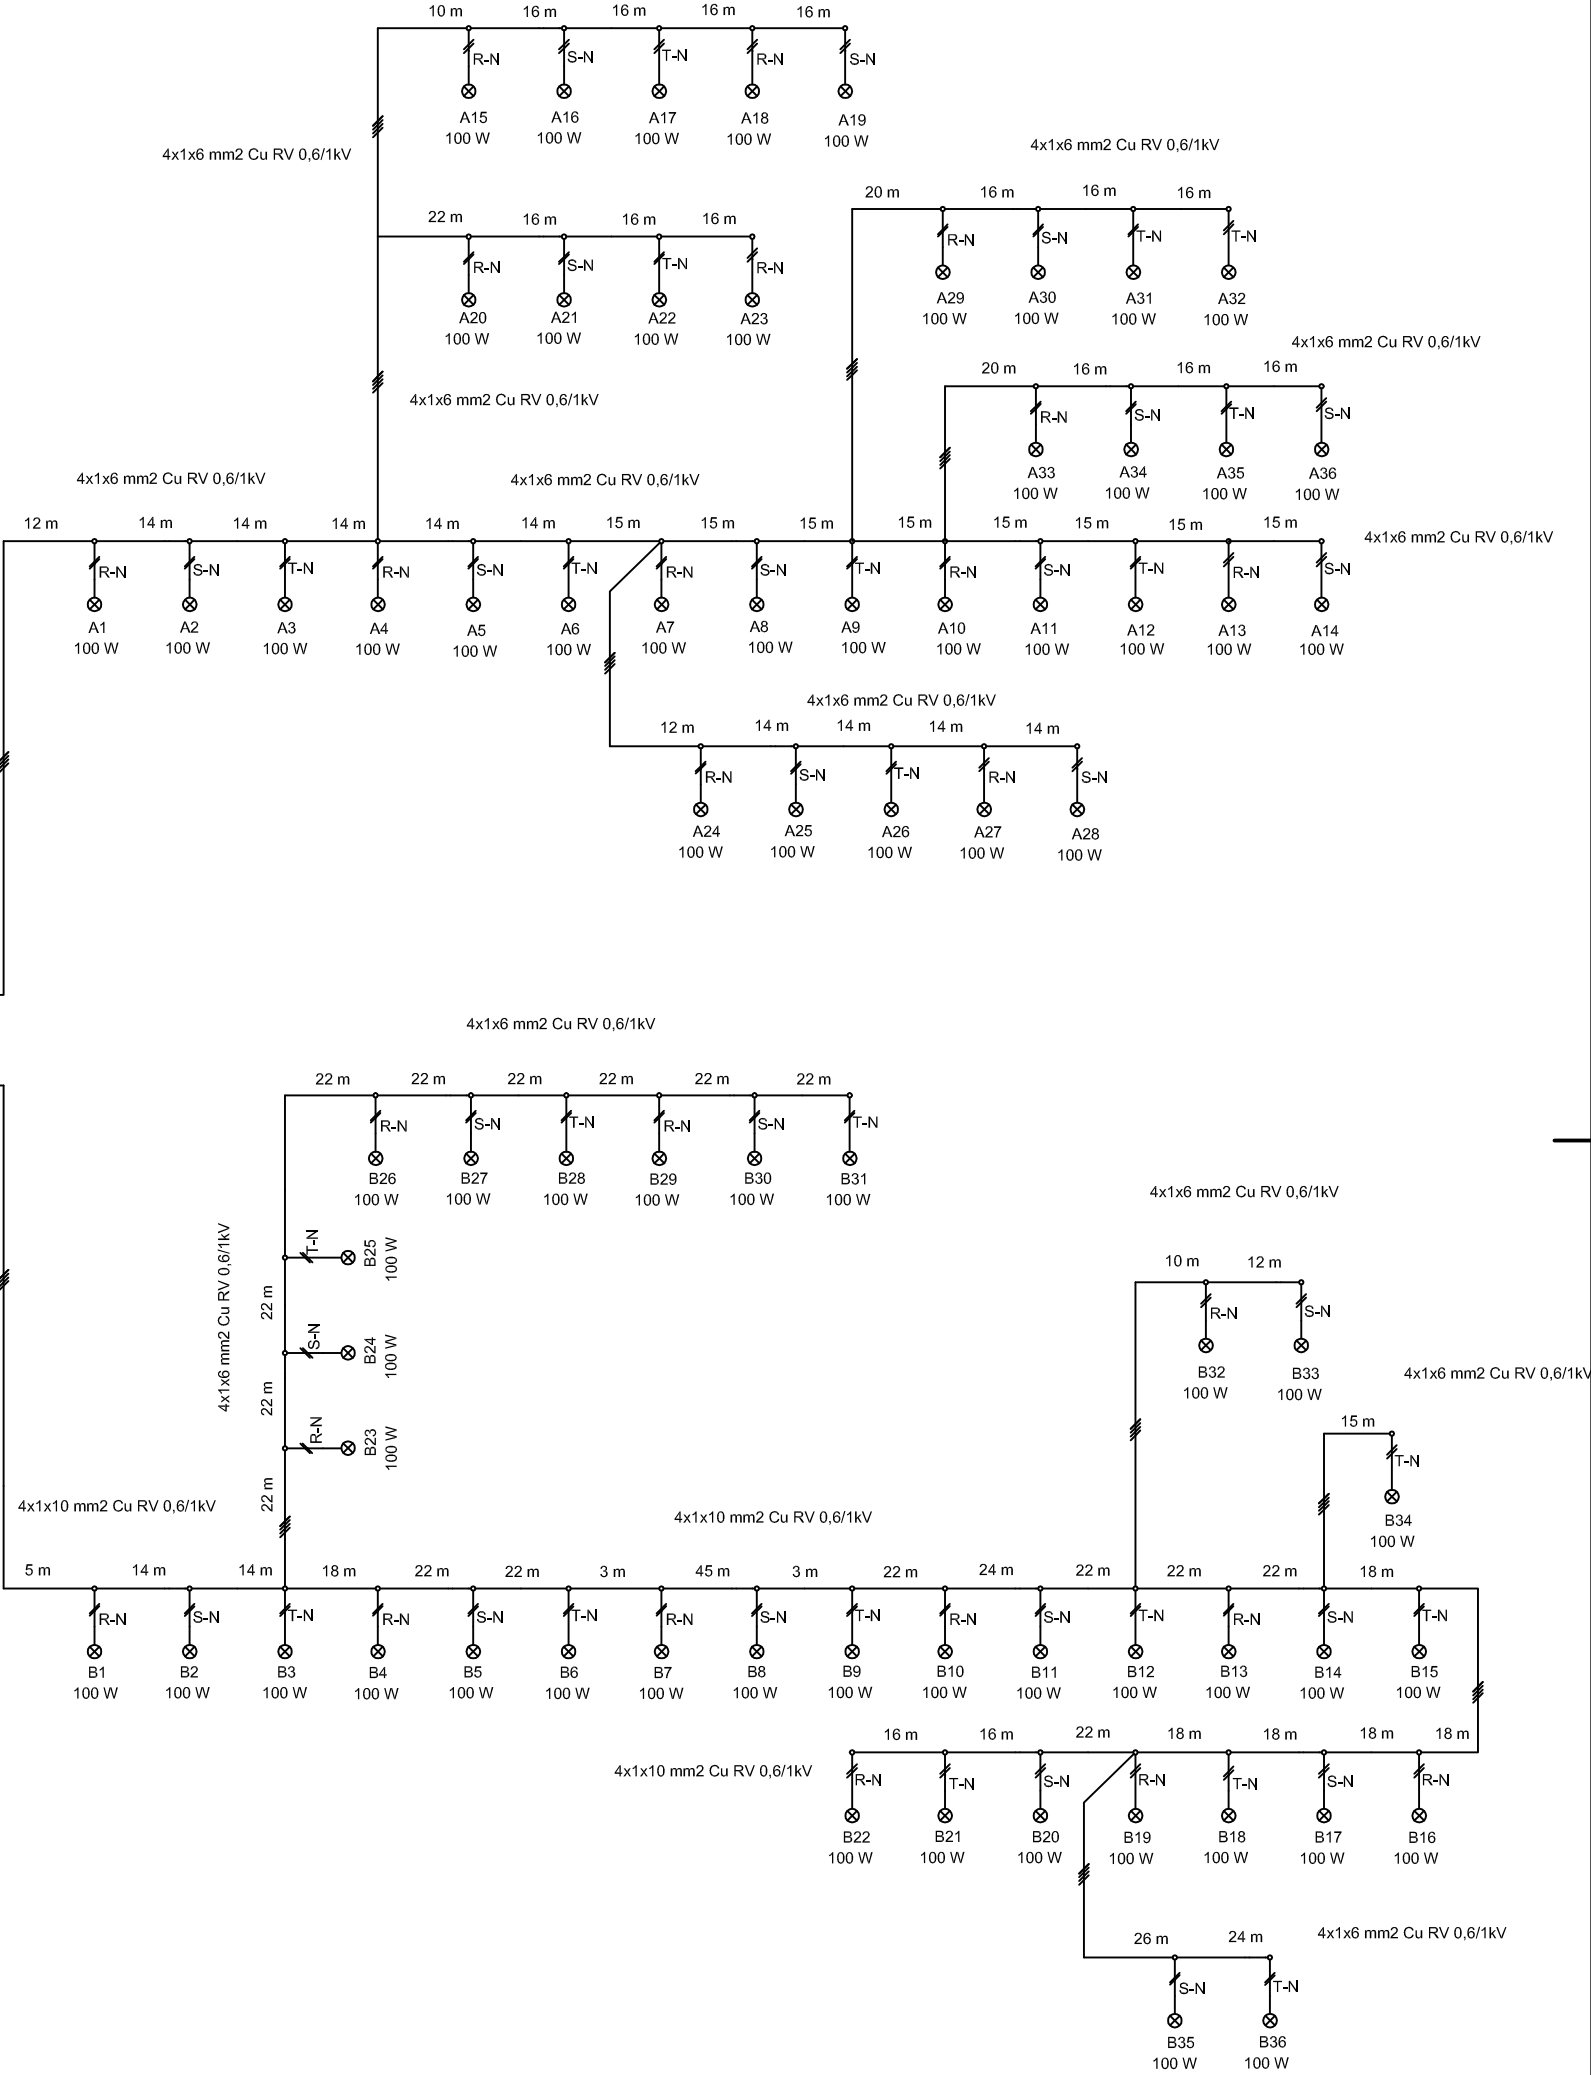 10 m 16 m 16 m 16 m 16 m
R-N S-N T-N R-N S-N
A15 A16 A17 A18 A19
100 W 100 W 100 W 100 W 100 W
4x1x6 mm2 Cu RV 0,6/1kV
4x1x6 mm2 Cu RV 0,6/1kV
22 m 16 m 16 m 16 m
R-N S-N T-N R-N
A20 A21 A22 A23
100 W 100 W 100 W 100 W
20 m 16 m 16 m 16 m
R-N S-N T-N T-N
A29 A30 A31 A32
100 W 100 W 100 W 100 W
4x1x6 mm2 Cu RV 0,6/1kV
4x1x6 mm2 Cu RV 0,6/1kV
20 m 16 m 16 m 16 m
R-N S-N T-N S-N
A33 A34 A35 A36
100 W 100 W 100 W 100 W
4x1x6 mm2 Cu RV 0,6/1kV
4x1x6 mm2 Cu RV 0,6/1kV
4x1x6 mm2 Cu RV 0,6/1kV
12 m 14 m 14 m 14 m 14 m 14 m 15 m 15 m 15 m 15 m 15 m 15 m 15 m 15 m
R-N S-N T-N R-N S-N T-N R-N S-N T-N R-N S-N T-N R-N S-N
A1 A2 A3 A4 A5 A6 A7 A8 A9 A10 A11 A12 A13 A14
100 W 100 W 100 W 100 W 100 W 100 W 100 W 100 W 100 W 100 W 100 W 100 W 100 W 100 W
4x1x6 mm2 Cu RV 0,6/1kV
12 m 14 m 14 m 14 m 14 m
R-N S-N T-N R-N S-N
A24 A25 A26 A27 A28
100 W 100 W 100 W 100 W 100 W
4x1x6 mm2 Cu RV 0,6/1kV
22 m 22 m 22 m 22 m 22 m 22 m
R-N S-N T-N R-N S-N T-N
B26 B27 B28 B29 B30 B31
100 W 100 W 100 W 100 W 100 W 100 W
4x1x6 mm2 Cu RV 0,6/1kV
T-N B25 100 W
22 m
S-N B24 100 W
22 m
R-N B23 100 W
22 m
4x1x6 mm2 Cu RV 0,6/1kV
10 m 12 m
R-N S-N
B32 B33
100 W 100 W
4x1x6 mm2 Cu RV 0,6/1kV
15 m
T-N
B34
100 W
4x1x10 mm2 Cu RV 0,6/1kV
4x1x10 mm2 Cu RV 0,6/1kV
5 m 14 m 14 m 18 m 22 m 22 m 3 m 45 m 3 m 22 m 24 m 22 m 22 m 22 m 18 m
R-N S-N T-N R-N S-N T-N R-N S-N T-N R-N S-N T-N R-N S-N T-N
B1 B2 B3 B4 B5 B6 B7 B8 B9 B10 B11 B12 B13 B14 B15
100 W 100 W 100 W 100 W 100 W 100 W 100 W 100 W 100 W 100 W 100 W 100 W 100 W 100 W 100 W
16 m 16 m 22 m 18 m 18 m 18 m 18 m
4x1x10 mm2 Cu RV 0,6/1kV
R-N T-N S-N R-N T-N S-N R-N
B22 B21 B20 B19 B18 B17 B16
100 W 100 W 100 W 100 W 100 W 100 W 100 W
4x1x6 mm2 Cu RV 0,6/1kV
26 m 24 m
S-N T-N
B35 B36
100 W 100 W